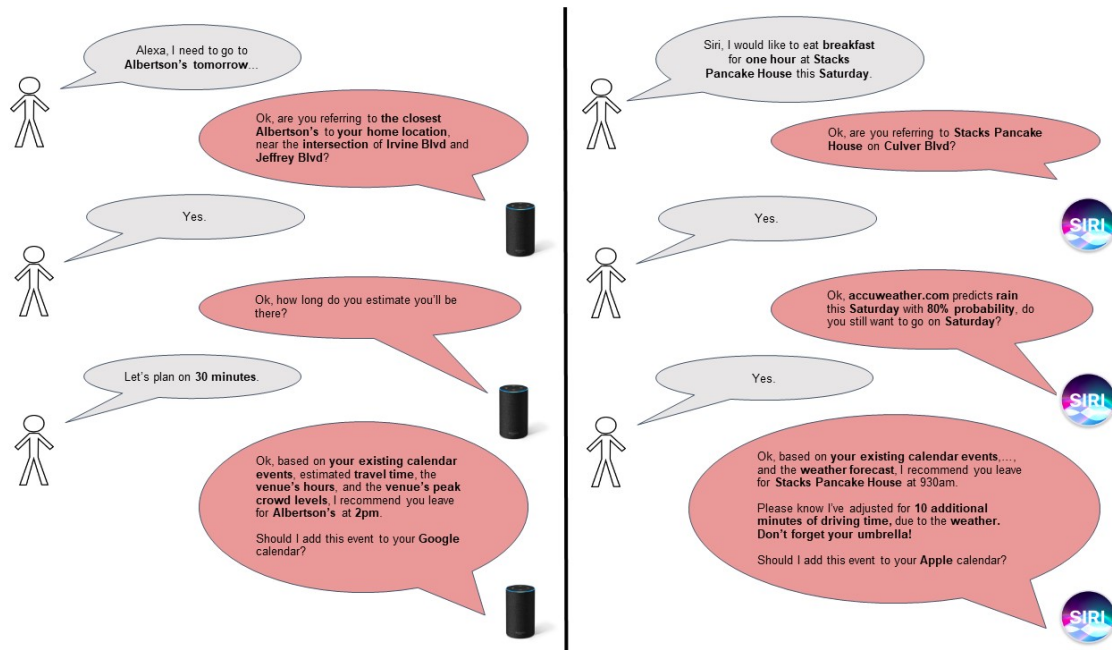 Alexa, I need to go to
Albertson's tomorrow…
Ok, are you referring to the closest
Albertson's to your home location,
near the intersection of Irvine Blvd and
Jeffrey Blvd?
Yes.
Ok, how long do you estimate you'll be
there?
Let's plan on 30 minutes.
Ok, based on your existing calendar
events, estimated travel time, the
venue's hours, and the venue's peak
crowd levels, I recommend you leave
for Albertson's at 2pm.
Should I add this event to your Google
calendar?
Siri, I would like to eat breakfast
for one hour at Stacks
Pancake House this Saturday.
Ok, are you referring to Stacks Pancake
House on Culver Blvd?
SIRI
Yes.
Ok, accuweather.com predicts rain
this Saturday with 80% probability, do
you still want to go on Saturday?
SIRI
Yes.
Ok, based on your existing calendar events,…,
and the weather forecast, I recommend you leave
for Stacks Pancake House at 930am.
Please know I've adjusted for 10 additional
minutes of driving time, due to the weather.
Don't forget your umbrella!
Should I add this event to your Apple calendar?
SIRI